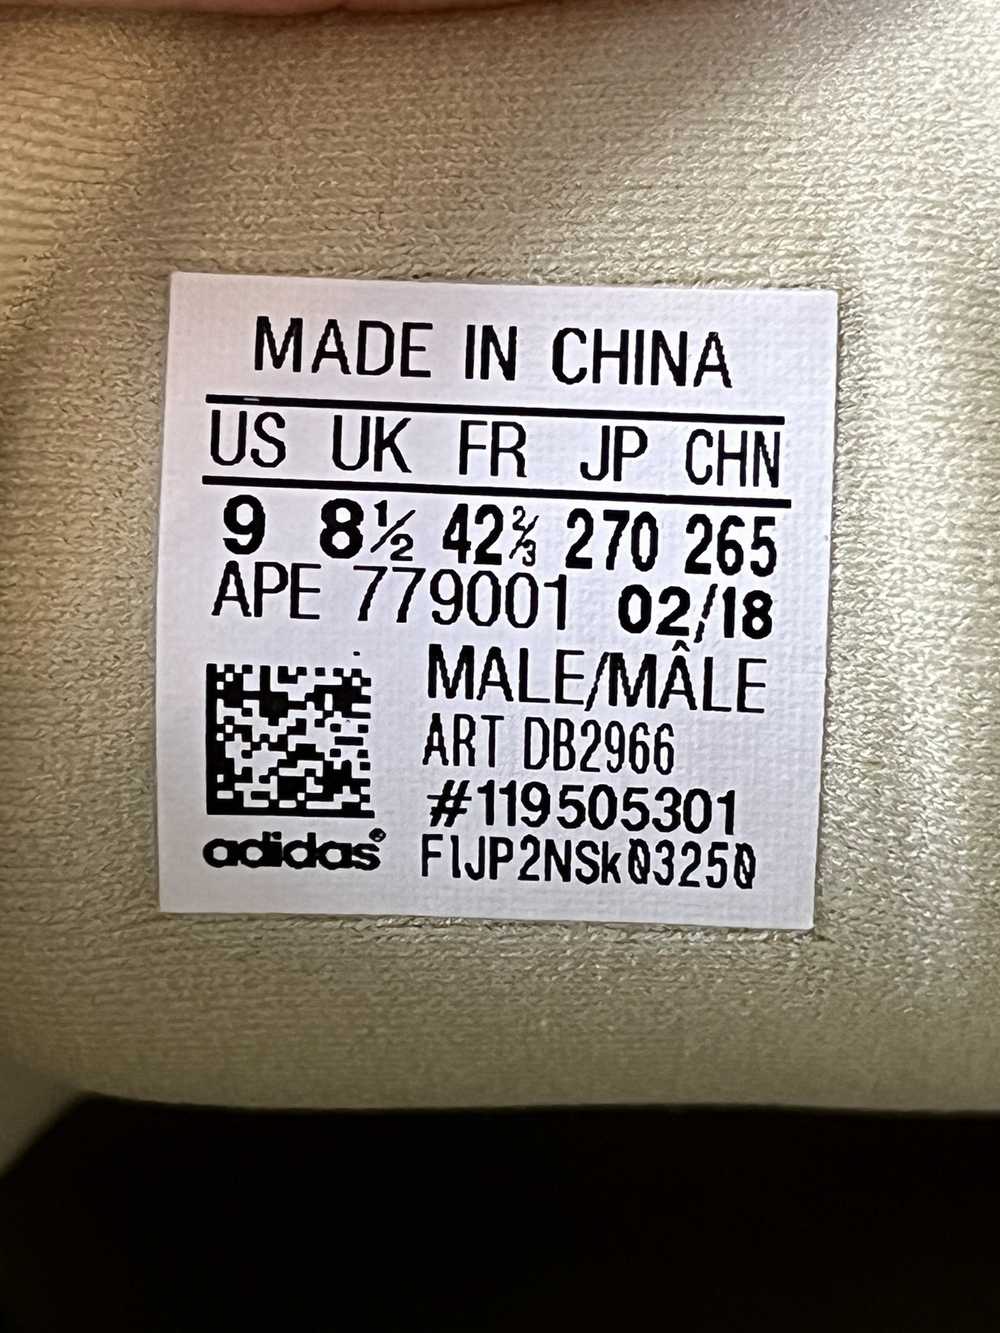 MADE IN CHINA
US UK FR JP CHN
9 8½ 42⅔ 270 265
APE 779001 02/18
MALE/MÂLE
ART DB2966
#119505301
adidas® F1JP2NSk03250